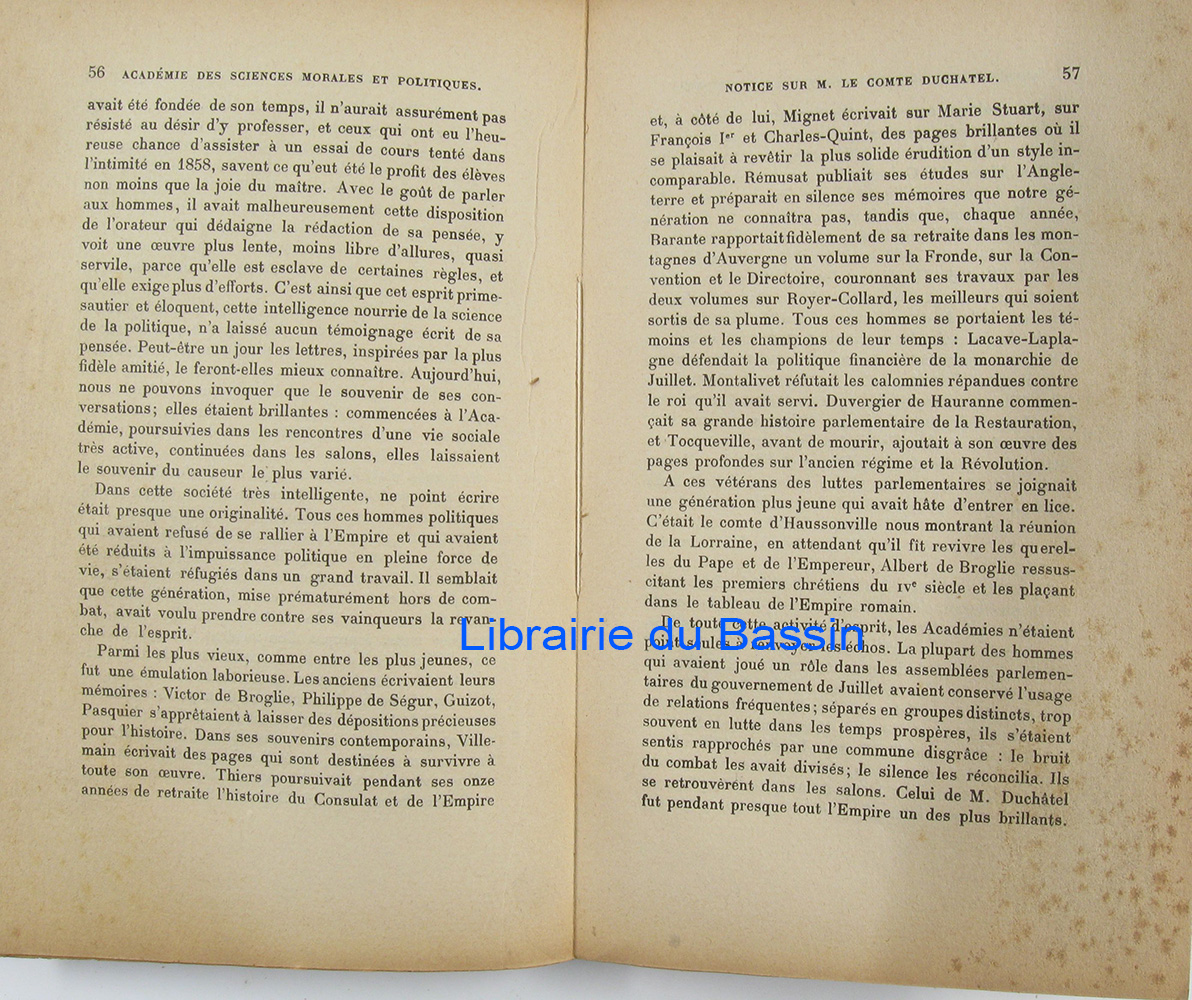 56 ACADÉMIE DES SCIENCES MORALES ET POLITIQUES.
avait été fondée de son temps, il n'aurait assurément pas
résisté au désir d'y professer, et ceux qui ont eu l'heu-
reuse chance d'assister à un essai de cours tenté dans
l'intimité en 1858, savent ce qu'eut été le profit des élèves
non moins que la joie du maître. Avec le goût de parler
aux hommes, il avait malheureusement cette disposition
de l'orateur qui dédaigne la rédaction de sa pensée, y
voit une œuvre plus lente, moins libre d'allures, quasi
servile, parce qu'elle est esclave de certaines règles, et
qu'elle exige plus d'efforts. C'est ainsi que cet esprit prime-
sautier et éloquent, cette intelligence nourrie de la science
de la politique, n'a laissé aucun témoignage écrit de sa
pensée. Peut-être un jour les lettres, inspirées par la plus
fidèle amitié, le feront-elles mieux connaître. Aujourd'hui,
nous ne pouvons invoquer que le souvenir de ses con-
versations; elles étaient brillantes : commencées à l'Aca-
démie, poursuivies dans les rencontres d'une vie sociale
très active, continuées dans les salons, elles laissaient
le souvenir du causeur le plus varié.
Dans cette société très intelligente, ne point écrire
était presque une originalité. Tous ces hommes politiques
qui avaient refusé de se rallier à l'Empire et qui avaient
été réduits à l'impuissance politique en pleine force de
vie, s'étaient réfugiés dans un grand travail. Il semblait
que cette génération, mise prématurément hors de com-
bat, avait voulu prendre contre ses vainqueurs la revan-
che de l'esprit.
Parmi les plus vieux, comme entre les plus jeunes, ce
fut une émulation laborieuse. Les anciens écrivaient leurs
mémoires : Victor de Broglie, Philippe de Ségur, Guizot,
Pasquier s'apprêtaient à laisser des dépositions précieuses
pour l'histoire. Dans ses souvenirs contemporains, Ville-
main écrivait des pages qui sont destinées à survivre à
toute son œuvre. Thiers poursuivait pendant ses onze
années de retraite l'histoire du Consulat et de l'Empire
NOTICE SUR M. LE COMTE DUCHATEL. 57
et, à côté de lui, Mignet écrivait sur Marie Stuart, sur
François Ier et Charles-Quint, des pages brillantes où il
se plaisait à revêtir la plus solide érudition d'un style in-
comparable. Rémusat publiait ses études sur l'Angle-
terre et préparait en silence ses mémoires que notre gé-
nération ne connaîtra pas, tandis que, chaque année,
Barante rapportait fidèlement de sa retraite dans les mon-
tagnes d'Auvergne un volume sur la Fronde, sur la Con-
vention et le Directoire, couronnant ses travaux par les
deux volumes sur Royer-Collard, les meilleurs qui soient
sortis de sa plume. Tous ces hommes se portaient les té-
moins et les champions de leur temps : Lacave-Lapla-
gne défendait la politique financière de la monarchie de
Juillet. Montalivet réfutait les calomnies répandues contre
le roi qu'il avait servi. Duvergier de Hauranne commen-
çait sa grande histoire parlementaire de la Restauration,
et Tocqueville, avant de mourir, ajoutait à son œuvre des
pages profondes sur l'ancien régime et la Révolution.
A ces vétérans des luttes parlementaires se joignait
une génération plus jeune qui avait hâte d'entrer en lice.
C'était le comte d'Haussonville nous montrant la réunion
de la Lorraine, en attendant qu'il fit revivre les querel-
les du Pape et de l'Empereur, Albert de Broglie ressus-
citant les premiers chrétiens du IVe siècle et les plaçant
dans le tableau de l'Empire romain.
De toute cette activité d'esprit, les Académies n'étaient
point seules à renvoyer les échos. La plupart des hommes
qui avaient joué un rôle dans les assemblées parlemen-
taires du gouvernement de Juillet avaient conservé l'usage
de relations fréquentes; séparés en groupes distincts, trop
souvent en lutte dans les temps prospères, ils s'étaient
sentis rapprochés par une commune disgrâce : le bruit
du combat les avait divisés; le silence les réconcilia. Ils
se retrouvèrent dans les salons. Celui de M. Duchâtel
fut pendant presque tout l'Empire un des plus brillants.
Librairie du Bassin